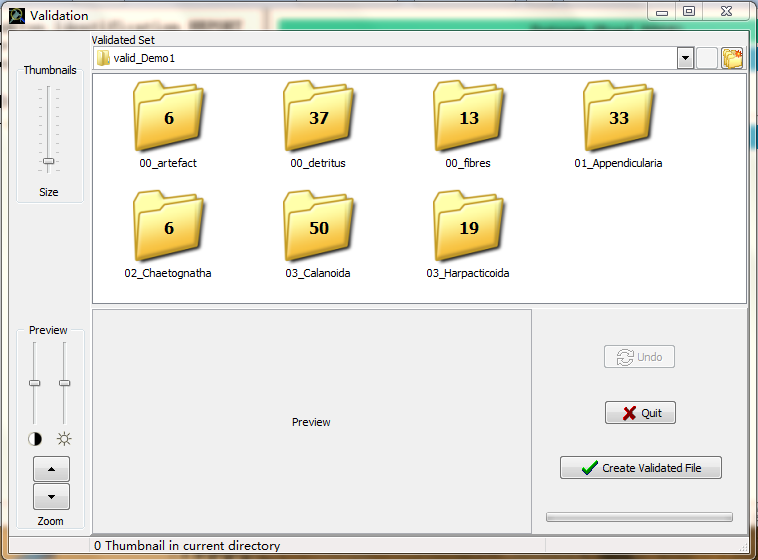 Validation
Validated Set
valid_Demo1
Thumbnails
Size
6
37
13
33
00_artefact
00_detritus
00_fibres
01_Appendicularia
6
50
19
02_Chaetognatha
03_Calanoida
03_Harpacticoida
Preview
Zoom
Preview
Undo
Quit
Create Validated File
0 Thumbnail in current directory